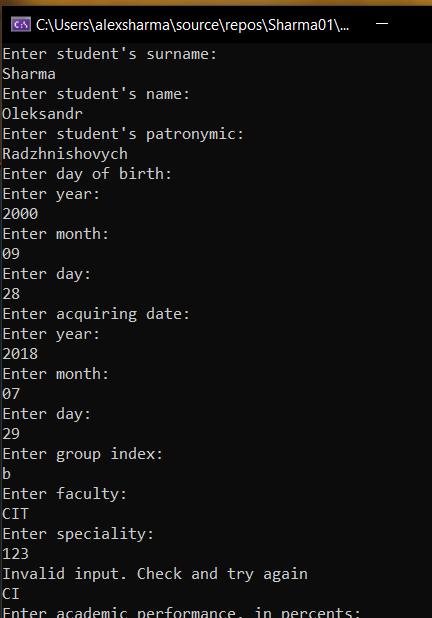 C:\Users\alexsharma\source\repos\Sharma01\...
Enter student's surname:
Sharma
Enter student's name:
Oleksandr
Enter student's patronymic:
Radzhnishovych
Enter day of birth:
Enter year:
2000
Enter month:
09
Enter day:
28
Enter acquiring date:
Enter year:
2018
Enter month:
07
Enter day:
29
Enter group index:
b
Enter faculty:
CIT
Enter speciality:
123
Invalid input. Check and try again
CI
Enter academic performance, in percents: